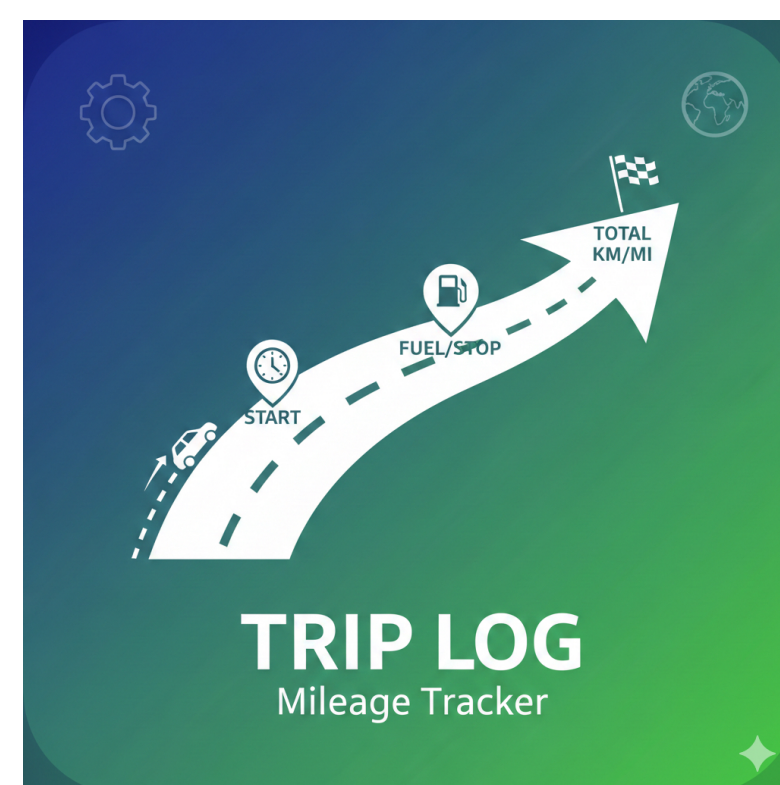 TOTAL
KM/MI
FUEL/STOP
START
TRIP LOG
Mileage Tracker